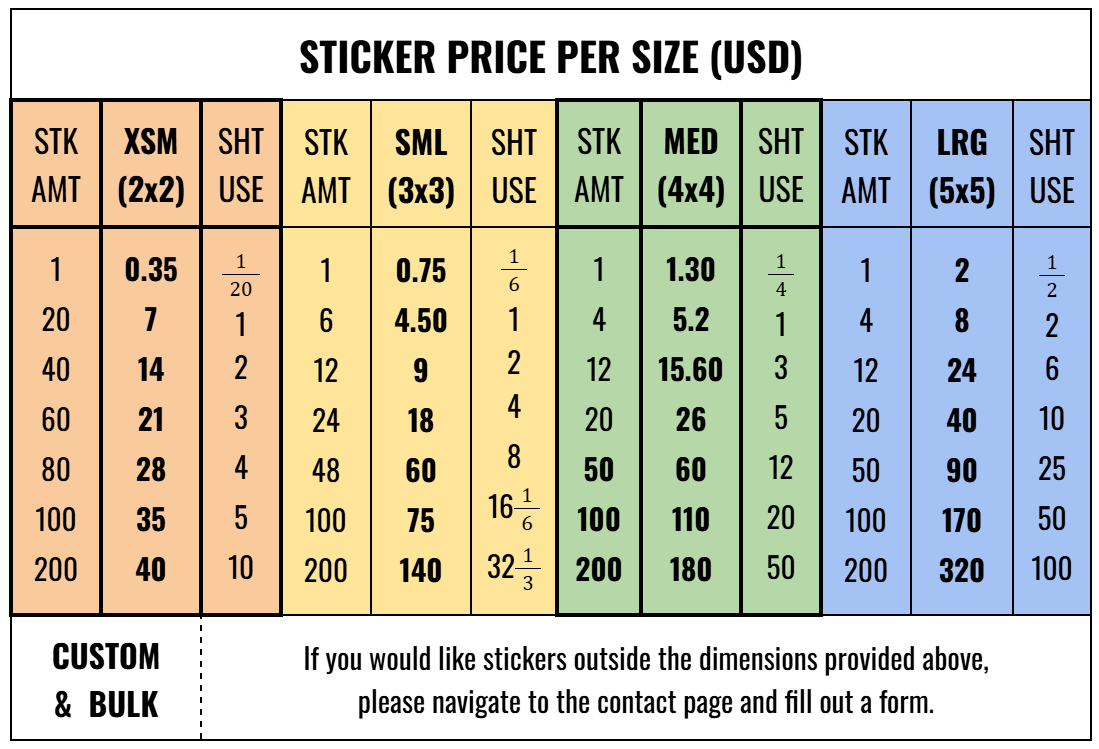 STICKER PRICE PER SIZE (USD)
STK AMT XSM (2x2) SHT USE STK AMT SML (3x3) SHT USE STK AMT MED (4x4) SHT USE STK AMT LRG (5x5) SHT USE
1 0.35 1/20 1 0.75 1/6 1 1.30 1/4 1 2 1/2
20 7 1 6 4.50 1 4 5.2 1 4 8 2
40 14 2 12 9 2 12 15.60 3 12 24 6
60 21 3 24 18 4 20 26 5 20 40 10
80 28 4 48 60 8 50 60 12 50 90 25
100 35 5 100 75 16 1/6 100 110 20 100 170 50
200 40 10 200 140 32 1/3 200 180 50 200 320 100
CUSTOM
& BULK
If you would like stickers outside the dimensions provided above,
please navigate to the contact page and fill out a form.